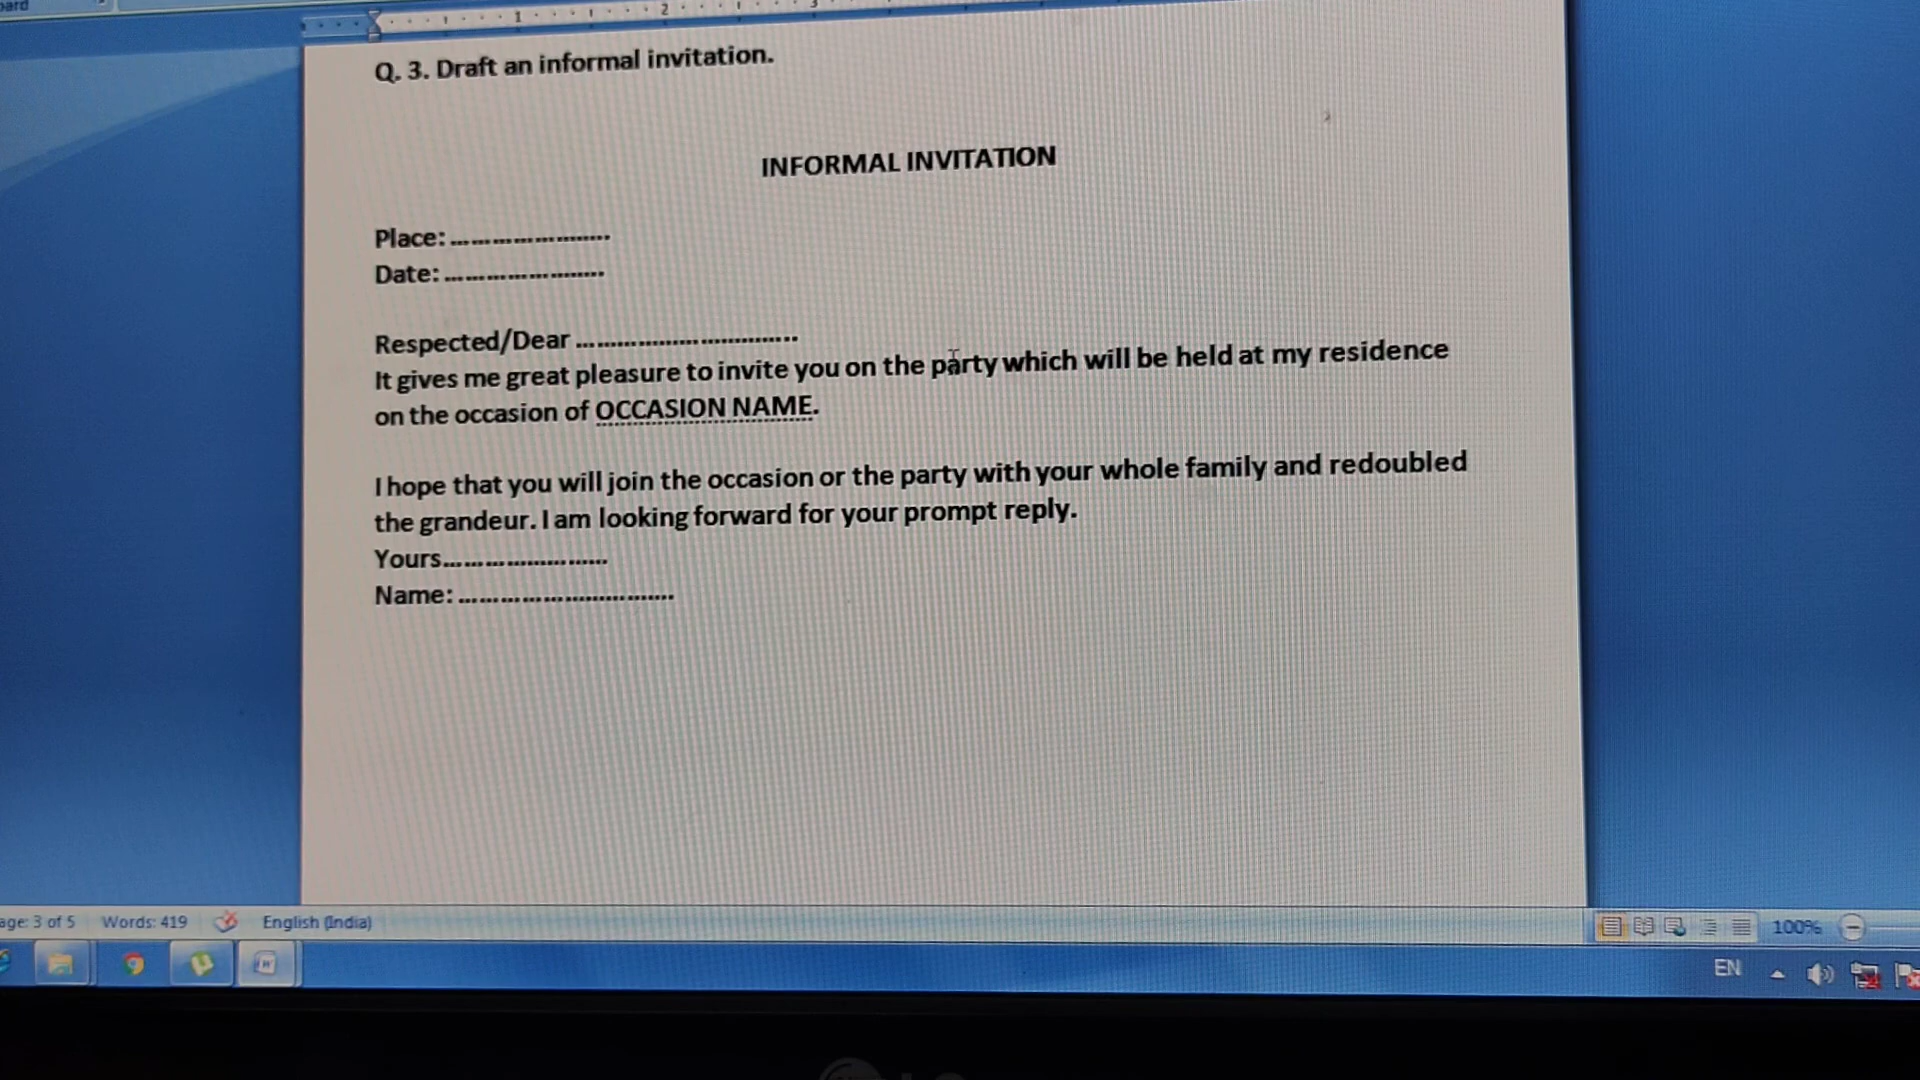 2
3
Q. 3. Draft an informal invitation.
INFORMAL INVITATION
Place: .......................
Date: .......................
Respected/Dear ................................
It gives me great pleasure to invite you on the party which will be held at my residence
on the occasion of OCCASION NAME.
I hope that you will join the occasion or the party with your whole family and redoubled
the grandeur. I am looking forward for your prompt reply.
Yours........................
Name: ...............................
age: 3 of 5 Words: 419 English (India) 100%
EN